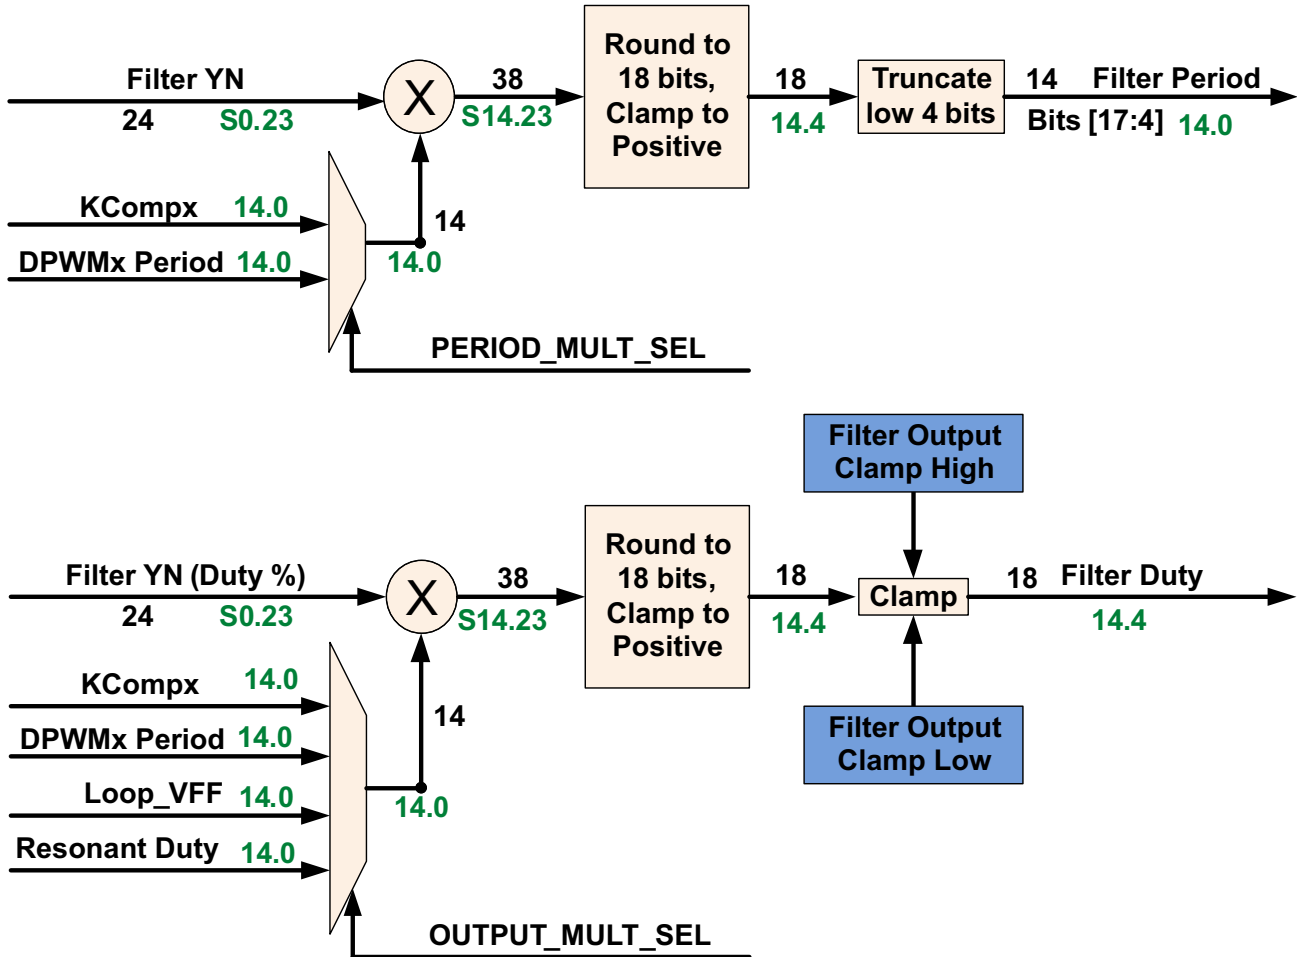 Filter YN
24 S0.23
X
38
S14.23
Round to
18 bits,
Clamp to
Positive
18
14.4
Truncate
low 4 bits
14 Filter Period
Bits [17:4] 14.0
KCompx 14.0
DPWMx Period 14.0
14
14.0
PERIOD_MULT_SEL
Filter Output
Clamp High
Filter YN (Duty %)
24 S0.23
X
38
S14.23
Round to
18 bits,
Clamp to
Positive
18
14.4
Clamp
18 Filter Duty
14.4
KCompx 14.0
DPWMx Period 14.0
Loop_VFF 14.0
Resonant Duty 14.0
14
14.0
Filter Output
Clamp Low
OUTPUT_MULT_SEL